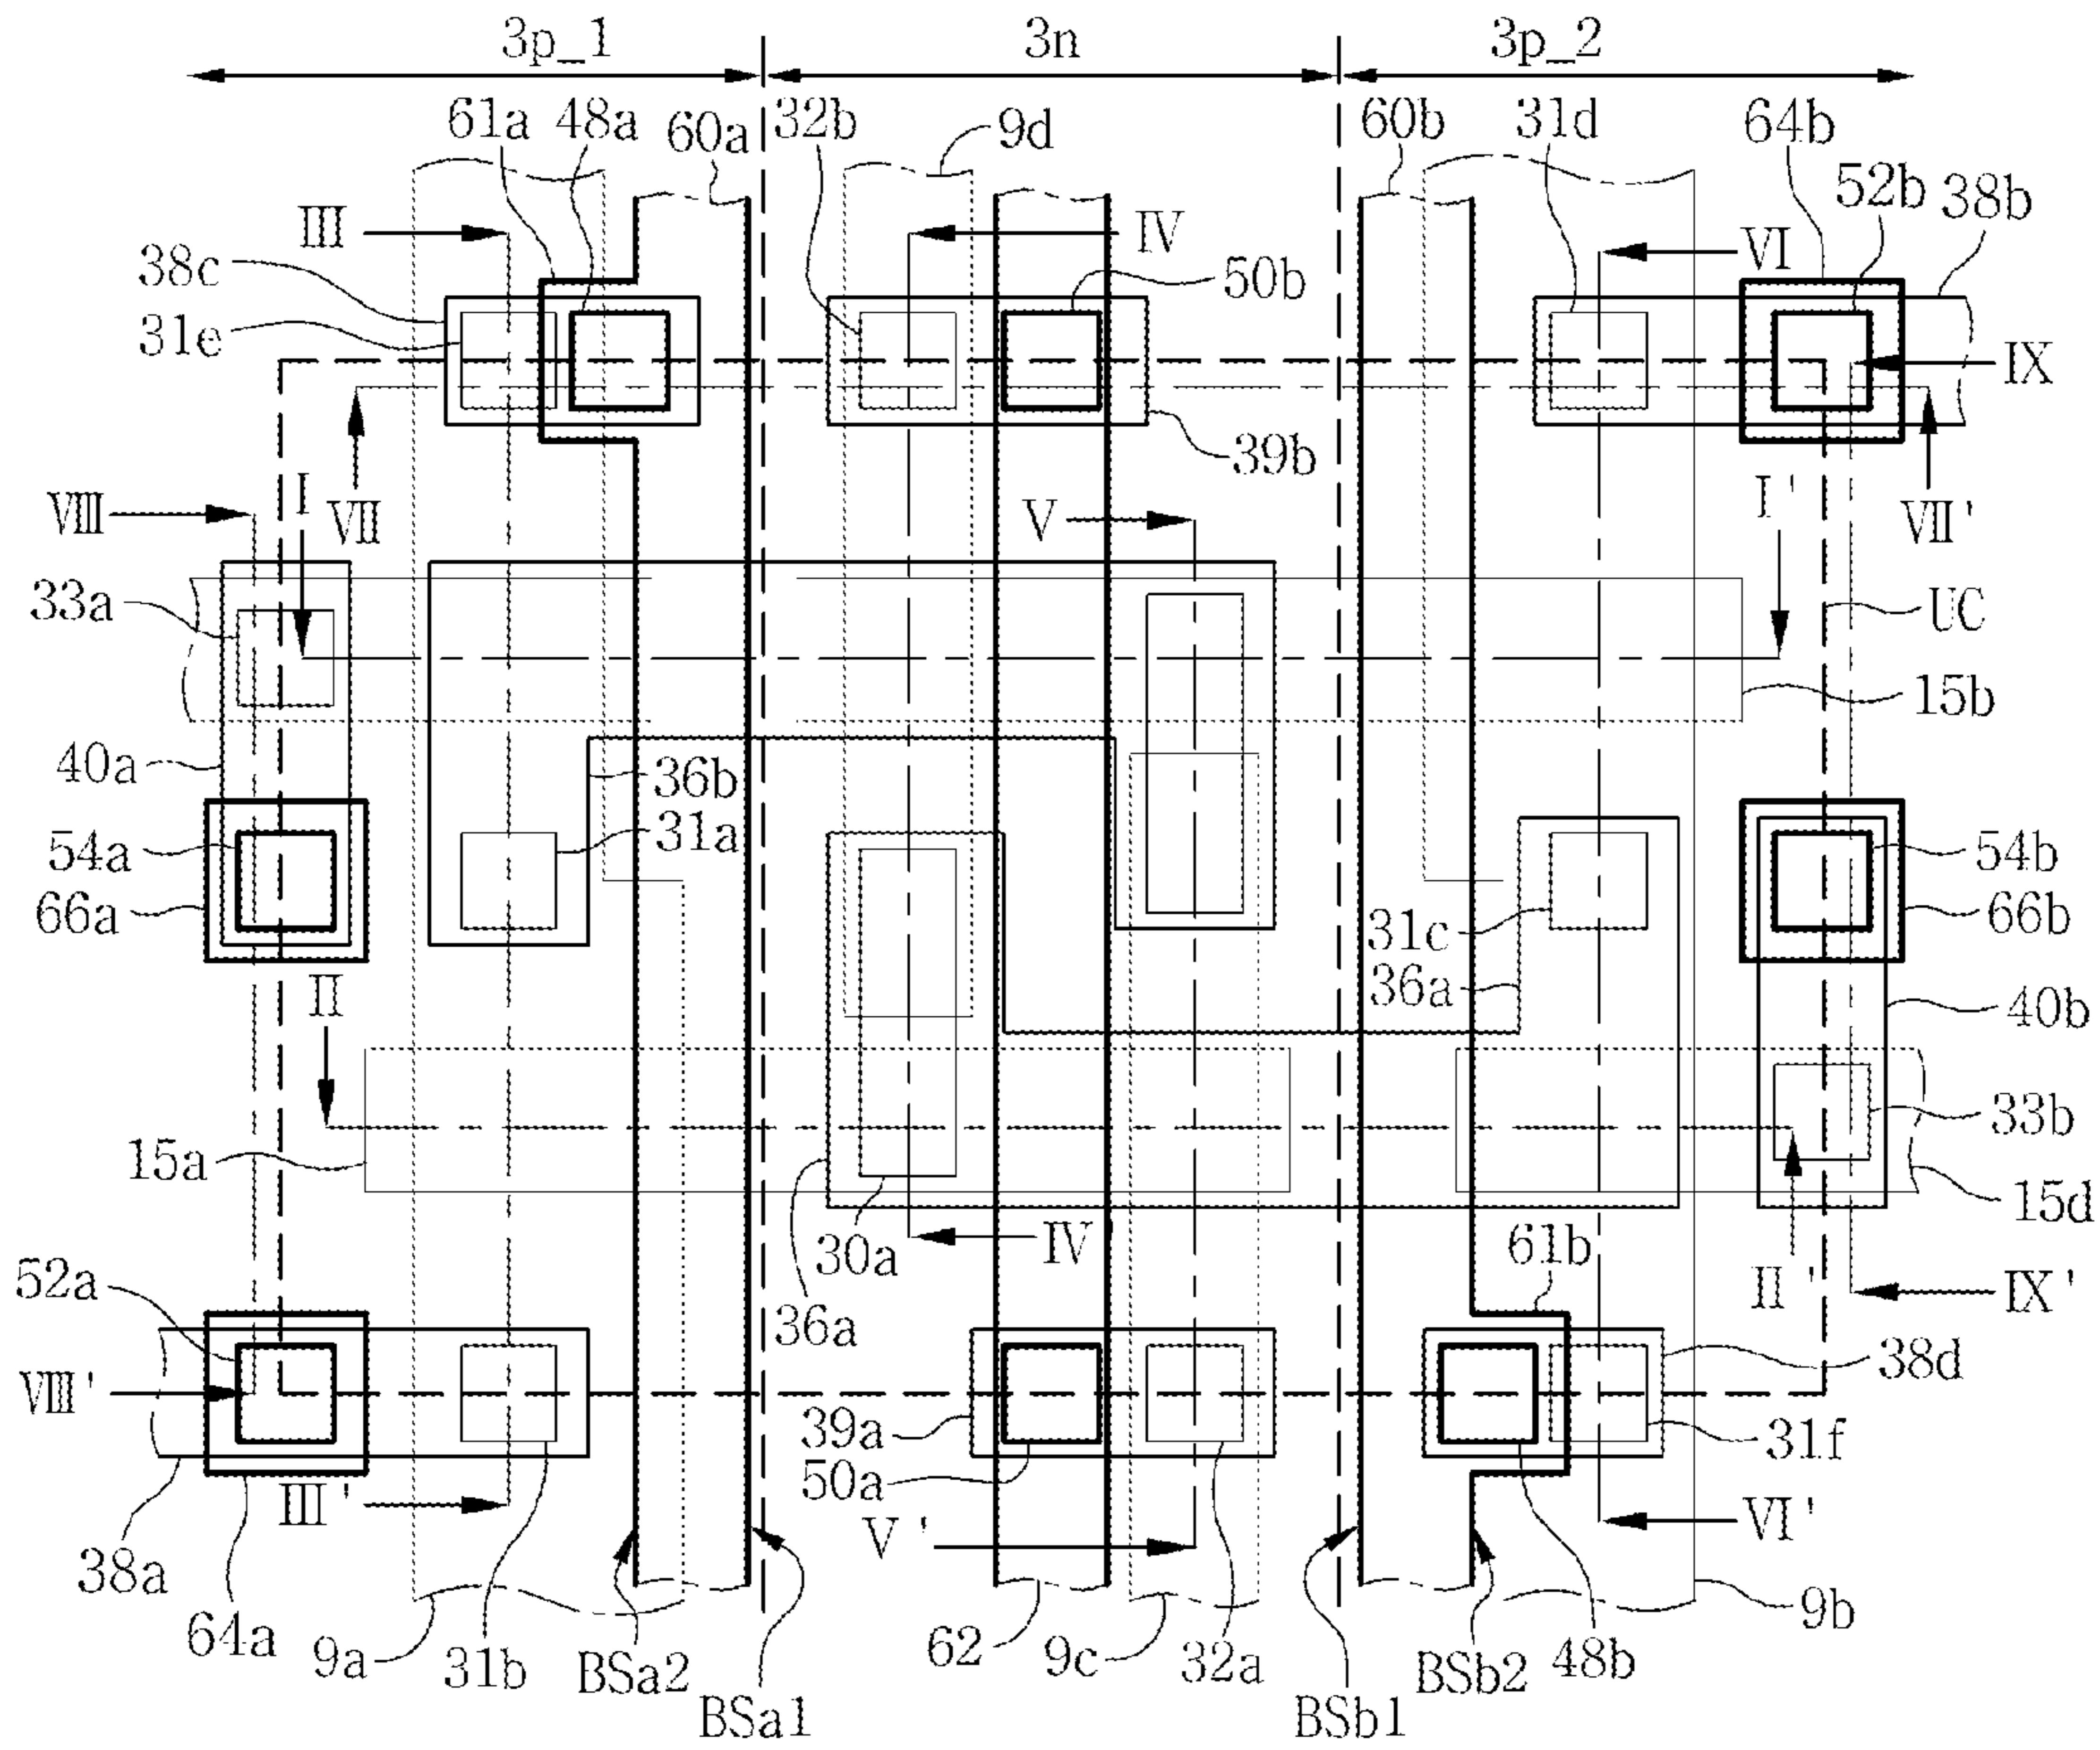 3p_1 3n 3p_2
61a 48a 60a 32b 9d 60b 31d 64b
52b 38b
III IV VI
38c 50b
31e IX
39b
I I'
VIII VII V VII'
33a UC
15b
40a 36b
31a
54a 54b
66a 31c 66b
II 36a 40b
33b
15a 15d
30a IV 61b
52a 36a II' IX'
VIII' 38d
39a 31f
50a
III' V' VI'
38a
64a 9a 31b BSa2 62 9c 32a BSb2 48b 9b
BSa1 BSb1